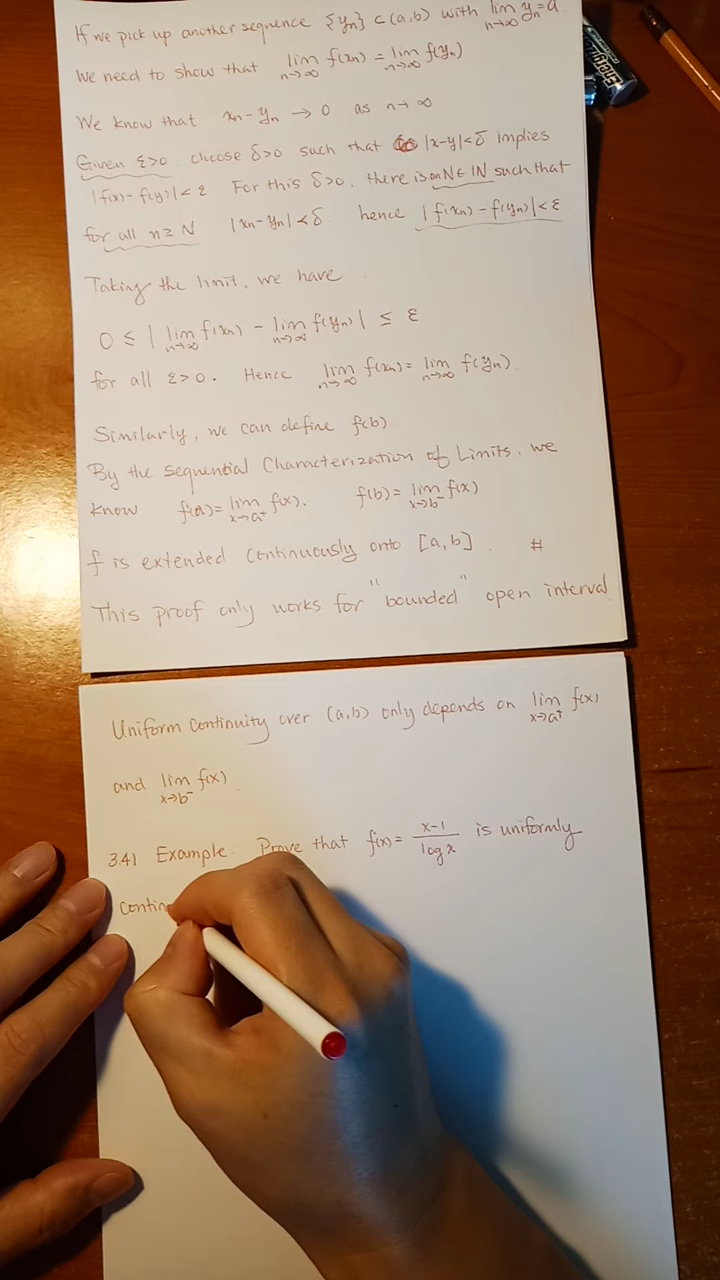 If we pick up another sequence {yn} ⊂ (a,b) with lim n→∞ yn = a.
We need to show that lim n→∞ f(xn) = lim n→∞ f(yn)
We know that xn - yn → 0 as n → ∞
Given ε>0. choose δ>0 such that |x-y|<δ implies
|f(x) - f(y)| < ε For this δ>0, there is an N ∈ ℕ such that
for all n ≥ N |xn - yn| < δ. hence |f(xn) - f(yn)| < ε
Taking the limit, we have
0 ≤ | lim n→∞ f(xn) - lim n→∞ f(yn) | ≤ ε
for all ε>0. Hence lim n→∞ f(xn) = lim n→∞ f(yn).
Similarly, we can define f(b)
By the sequential Characterization of Limits, we
know f(a) = lim x→a⁺ f(x). f(b) = lim x→b⁻ f(x)
f is extended continuously onto [a,b]. #
This proof only works for "bounded" open interval
Uniform continuity over (a,b) only depends on lim x→a⁺ f(x)
and lim x→b⁻ f(x).
3.41 Example: Prove that f(x) = x-1 / log x is uniformly
contin